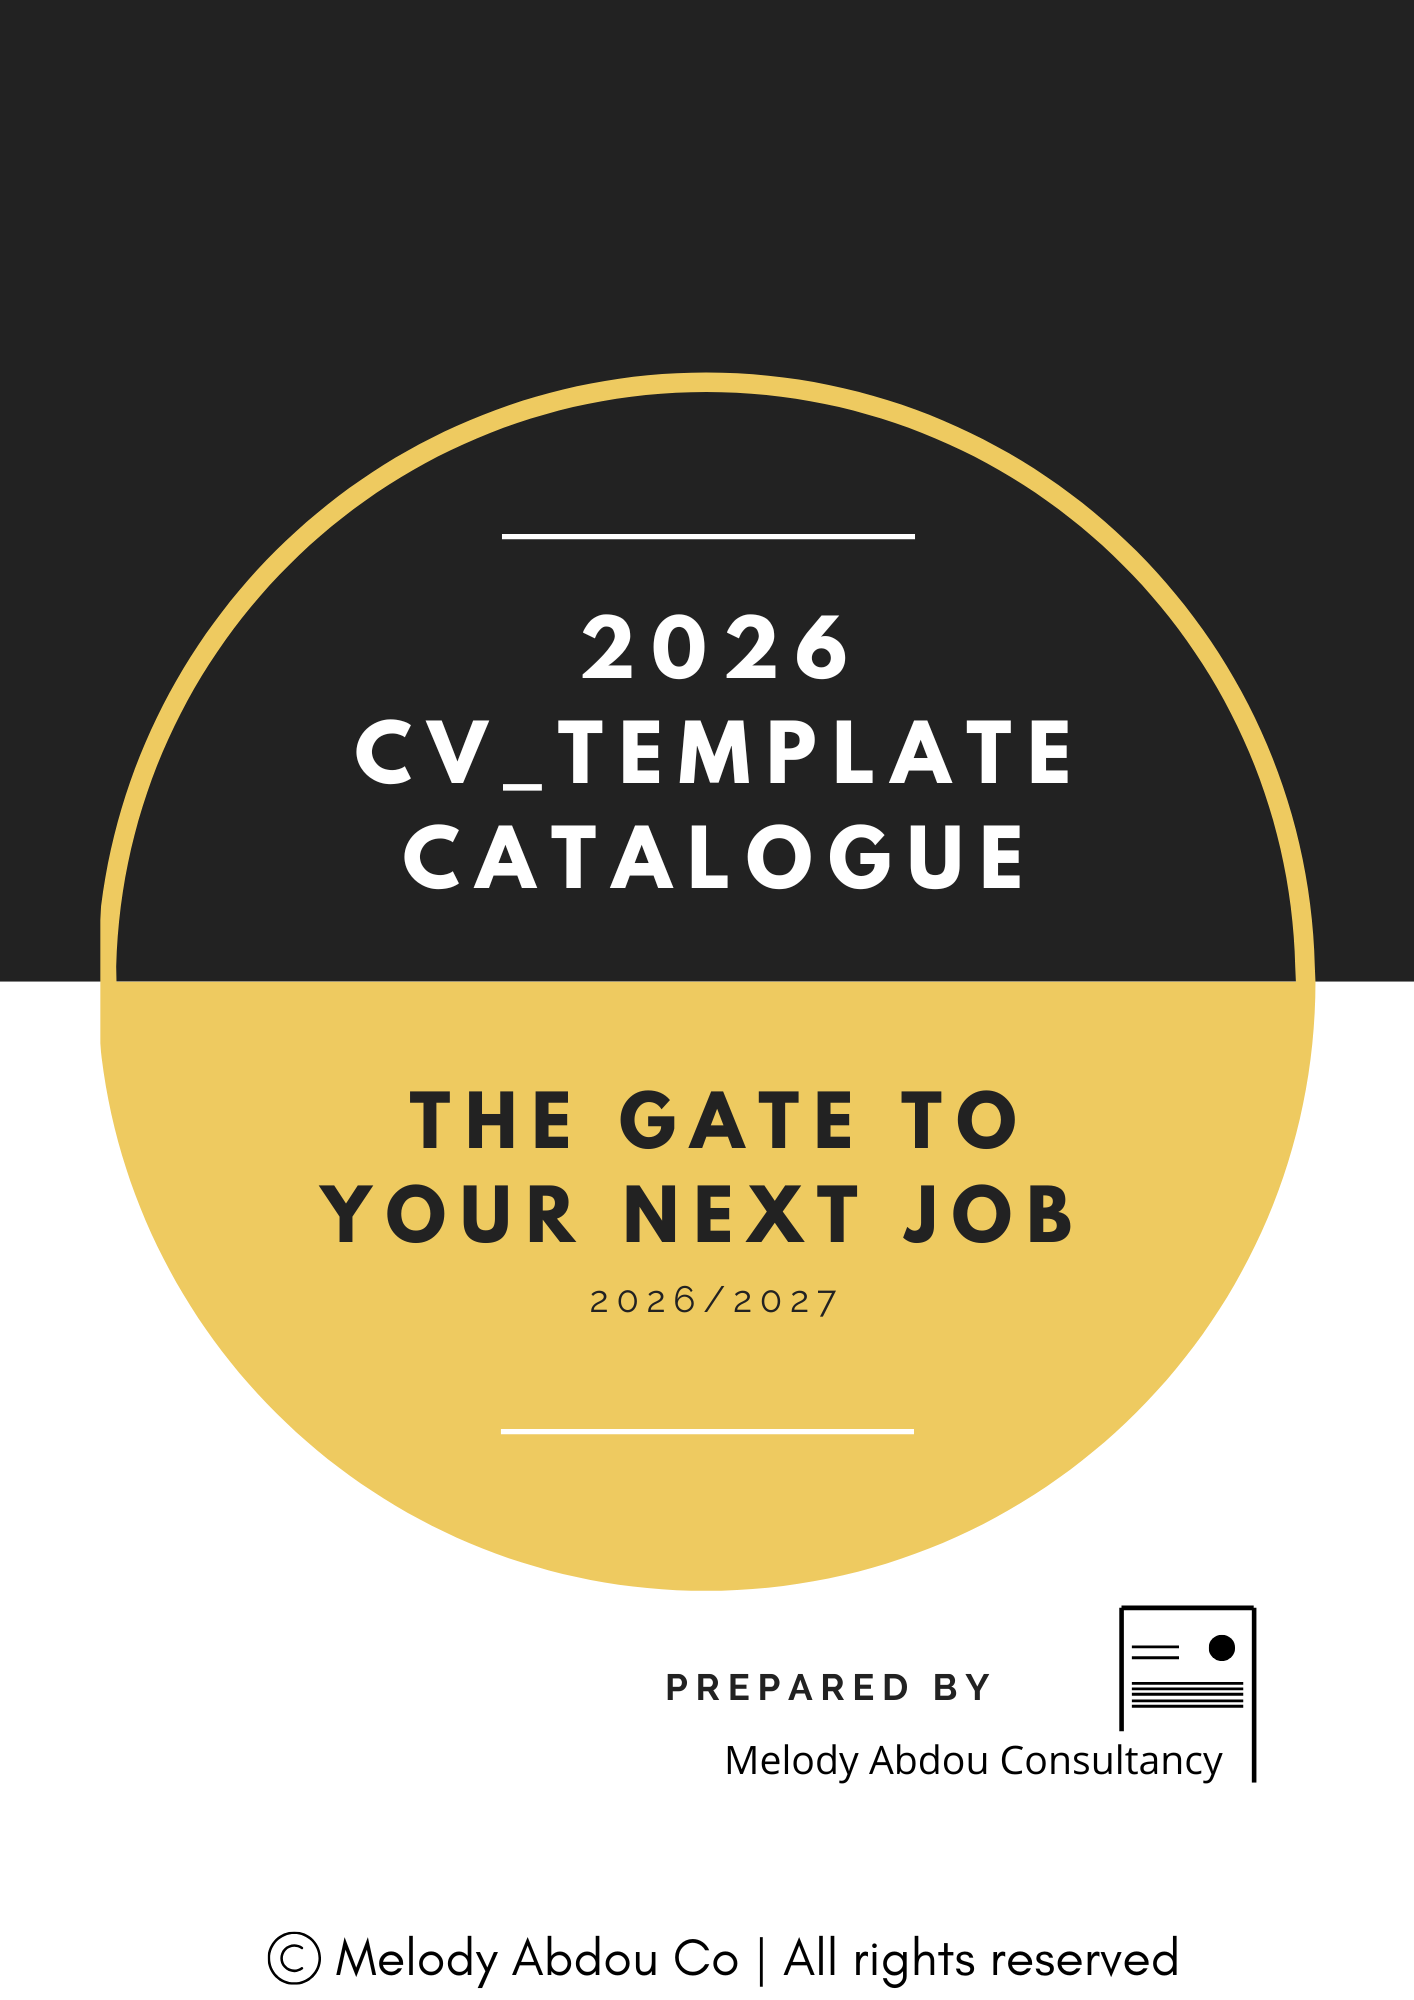 2026
CV_TEMPLATE
CATALOGUE
THE GATE TO
YOUR NEXT JOB
2026/2027
PREPARED BY
Melody Abdou Consultancy
© Melody Abdou Co | All rights reserved